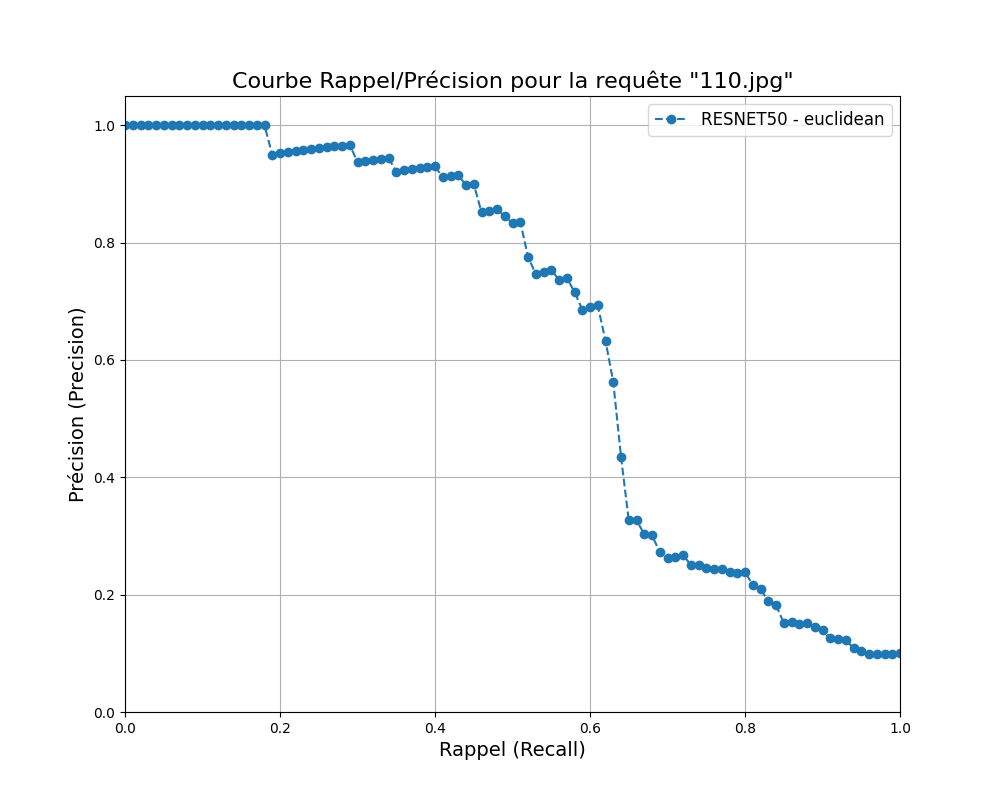 Courbe Rappel/Précision pour la requête "110.jpg"
RESNET50 - euclidean
Précision (Precision)
1.0
0.8
0.6
0.4
0.2
0.0
0.0 0.2 0.4 0.6 0.8 1.0
Rappel (Recall)